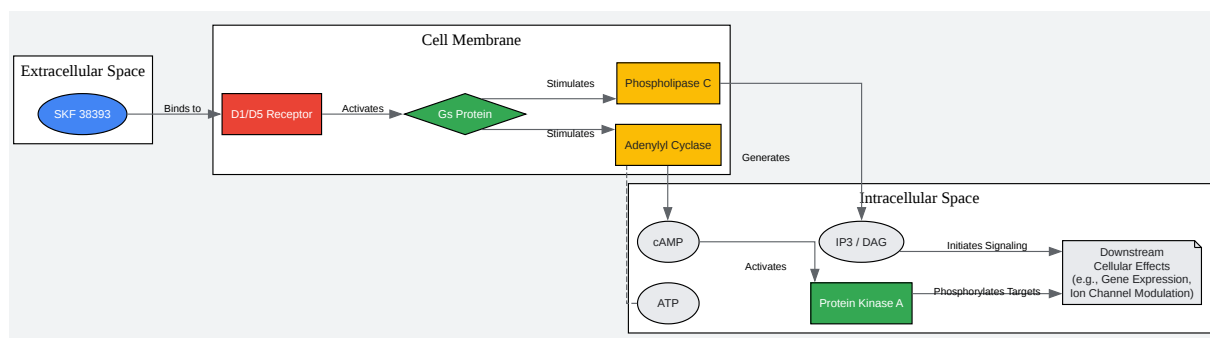 Cell Membrane
Extracellular Space
SKF 38393
Binds to
D1/D5 Receptor
Activates
Gs Protein
Stimulates
Stimulates
Phospholipase C
Adenylyl Cyclase
Generates
Intracellular Space
cAMP
ATP
Activates
IP3 / DAG
Protein Kinase A
Initiates Signaling
Phosphorylates Targets
Downstream
Cellular Effects
(e.g., Gene Expression,
Ion Channel Modulation)